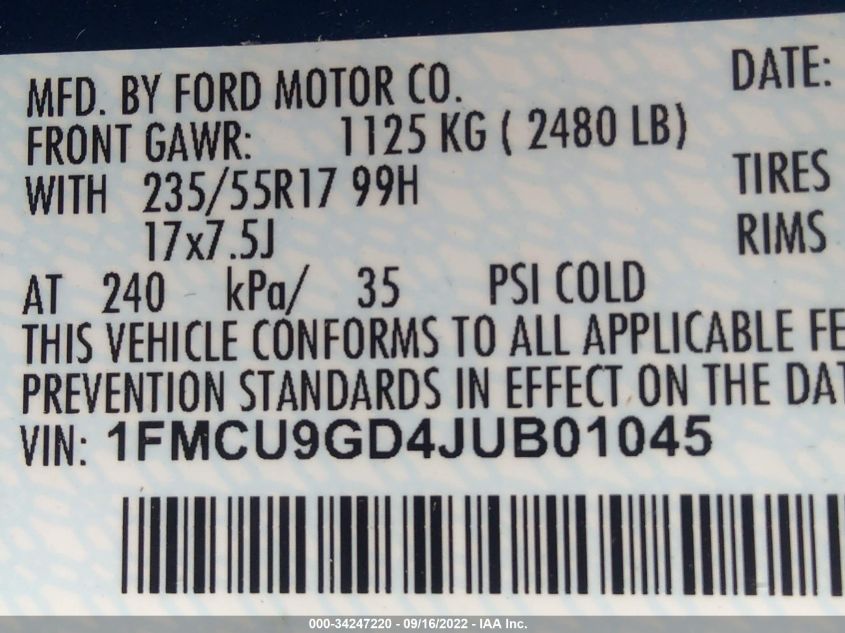 MFD. BY FORD MOTOR CO. DATE:
FRONT GAWR: 1125 KG ( 2480 LB)
WITH 235/55R17 99H TIRES
17x7.5J RIMS
AT 240 kPa/ 35 PSI COLD
THIS VEHICLE CONFORMS TO ALL APPLICABLE FE
PREVENTION STANDARDS IN EFFECT ON THE DAT
VIN: 1FMCU9GD4JUB01045
000-34247220 - 09/16/2022 - IAA Inc.